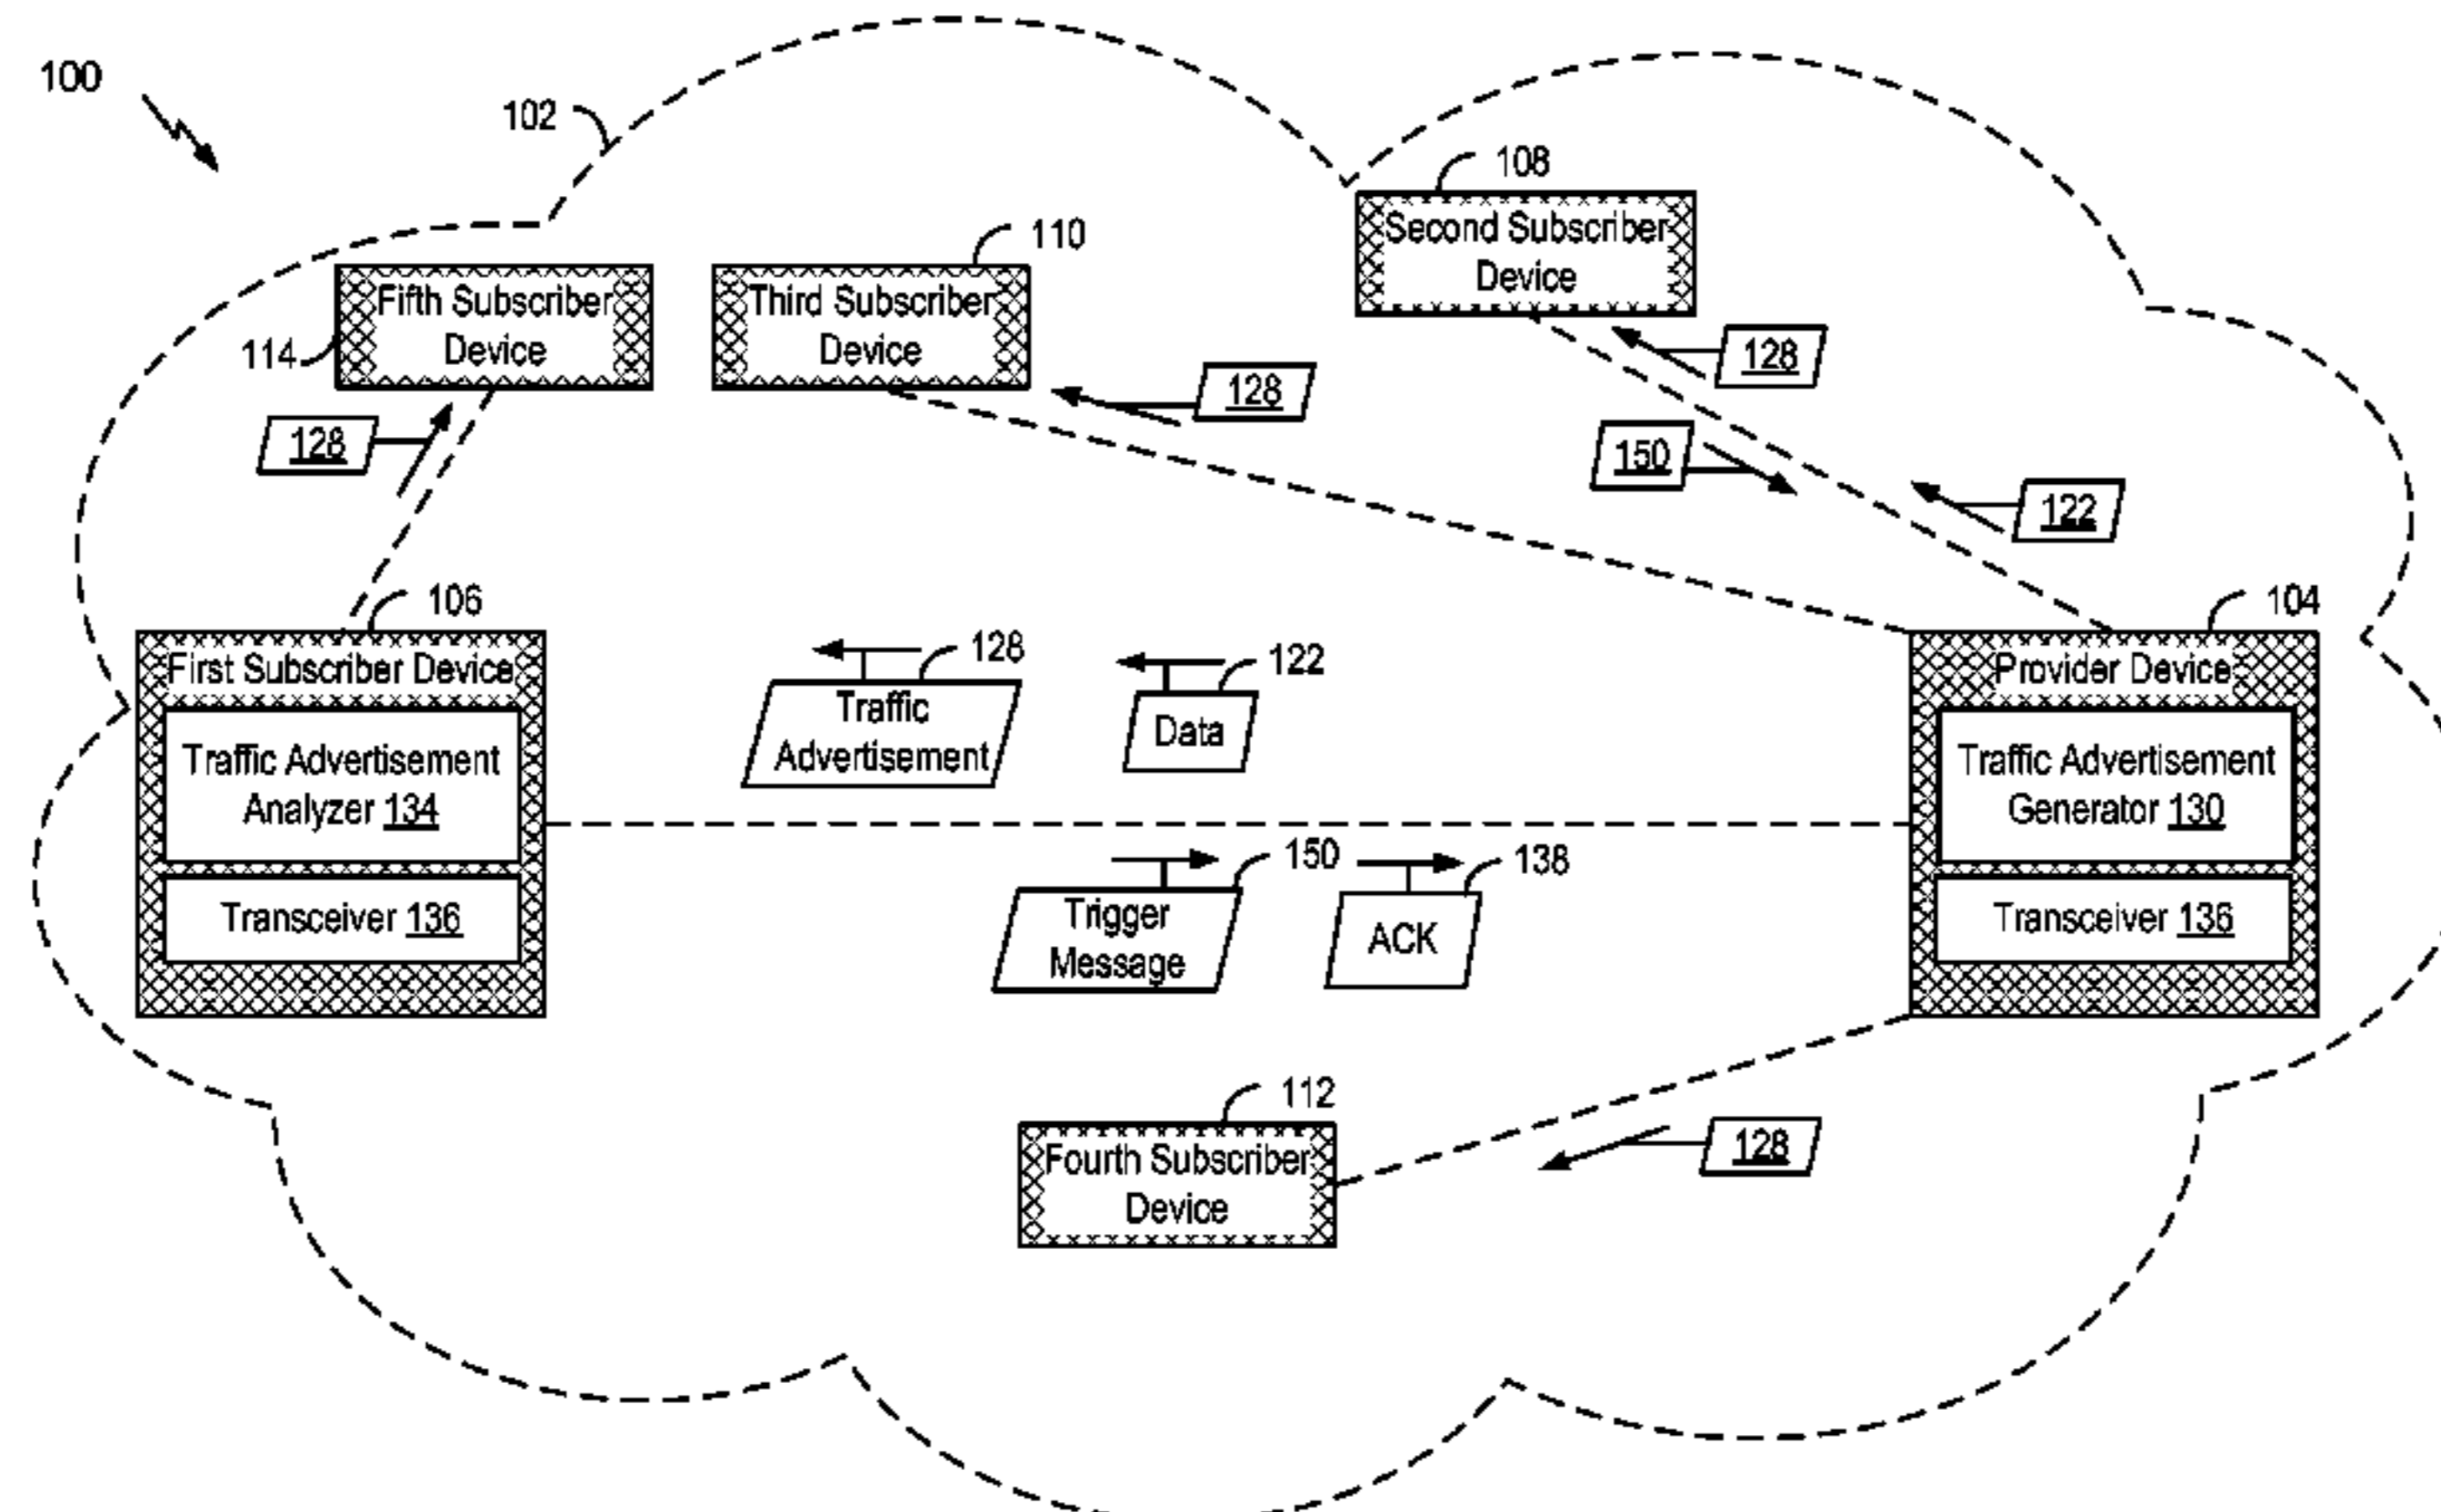 100
102
108
Second Subscriber
Device
110
Fifth Subscriber
Device
114
Third Subscriber
Device
128
128
128
150
122
106
104
First Subscriber Device
Traffic Advertisement
Analyzer 134
Transceiver 136
128
Traffic
Advertisement
122
Data
Provider Device
Traffic Advertisement
Generator 130
Transceiver 136
150
Trigger
Message
138
ACK
112
Fourth Subscriber
Device
128